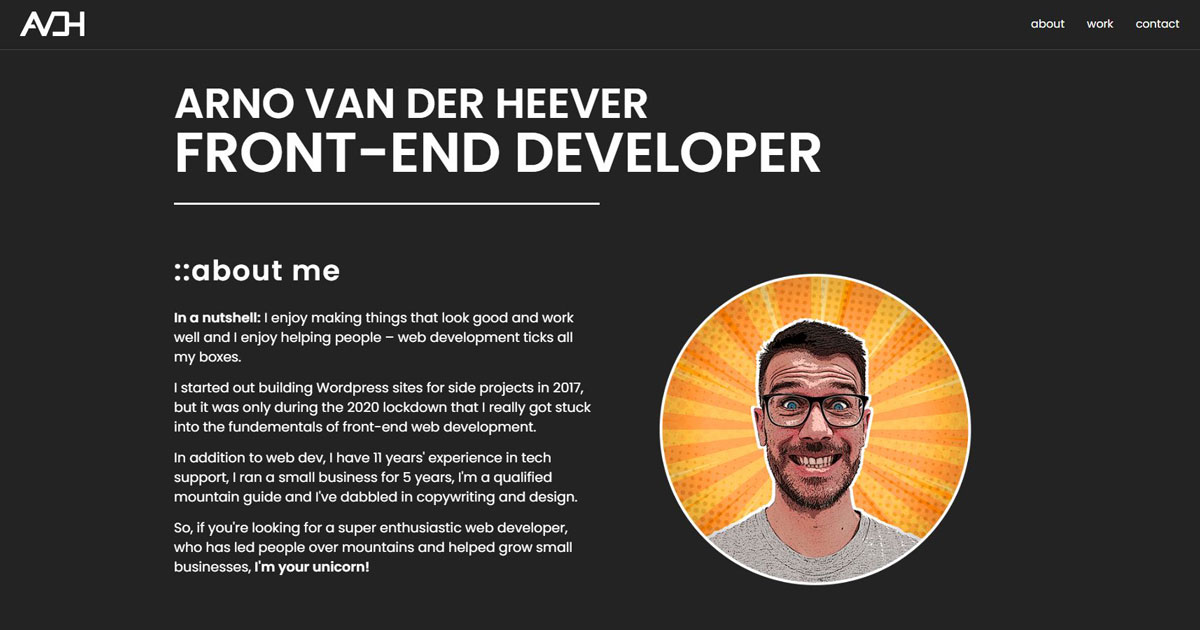 AVDH
about work contact
ARNO VAN DER HEEVER
FRONT-END DEVELOPER
::about me
In a nutshell: I enjoy making things that look good and work
well and I enjoy helping people – web development ticks all
my boxes.
I started out building Wordpress sites for side projects in 2017,
but it was only during the 2020 lockdown that I really got stuck
into the fundementals of front-end web development.
In addition to web dev, I have 11 years' experience in tech
support, I ran a small business for 5 years, I'm a qualified
mountain guide and I've dabbled in copywriting and design.
So, if you're looking for a super enthusiastic web developer,
who has led people over mountains and helped grow small
businesses, I'm your unicorn!